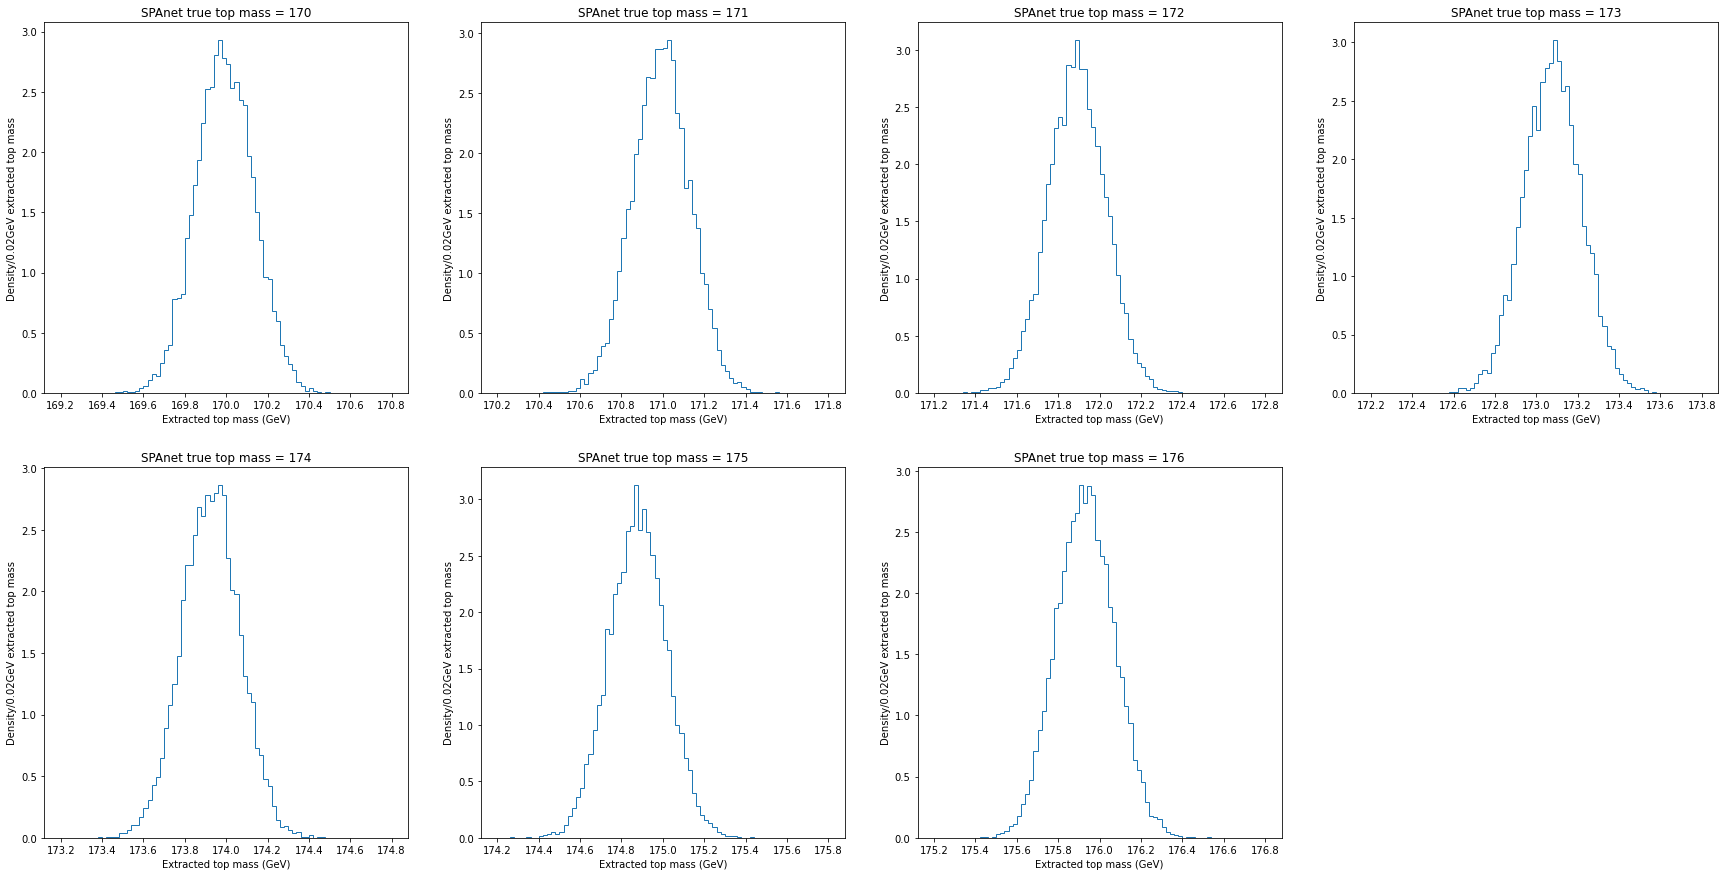 SPAnet true top mass = 170
SPAnet true top mass = 171
SPAnet true top mass = 172
SPAnet true top mass = 173
3.0
2.5
2.0
1.5
1.0
0.5
0.0
Density/0.02GeV extracted top mass
169.2 169.4 169.6 169.8 170.0 170.2 170.4 170.6 170.8
Extracted top mass (GeV)
3.0
2.5
2.0
1.5
1.0
0.5
0.0
Density/0.02GeV extracted top mass
170.2 170.4 170.6 170.8 171.0 171.2 171.4 171.6 171.8
Extracted top mass (GeV)
3.0
2.5
2.0
1.5
1.0
0.5
0.0
Density/0.02GeV extracted top mass
171.2 171.4 171.6 171.8 172.0 172.2 172.4 172.6 172.8
Extracted top mass (GeV)
3.0
2.5
2.0
1.5
1.0
0.5
0.0
Density/0.02GeV extracted top mass
172.2 172.4 172.6 172.8 173.0 173.2 173.4 173.6 173.8
Extracted top mass (GeV)
SPAnet true top mass = 174
SPAnet true top mass = 175
SPAnet true top mass = 176
3.0
2.5
2.0
1.5
1.0
0.5
0.0
Density/0.02GeV extracted top mass
173.2 173.4 173.6 173.8 174.0 174.2 174.4 174.6 174.8
Extracted top mass (GeV)
3.0
2.5
2.0
1.5
1.0
0.5
0.0
Density/0.02GeV extracted top mass
174.2 174.4 174.6 174.8 175.0 175.2 175.4 175.6 175.8
Extracted top mass (GeV)
3.0
2.5
2.0
1.5
1.0
0.5
0.0
Density/0.02GeV extracted top mass
175.2 175.4 175.6 175.8 176.0 176.2 176.4 176.6 176.8
Extracted top mass (GeV)